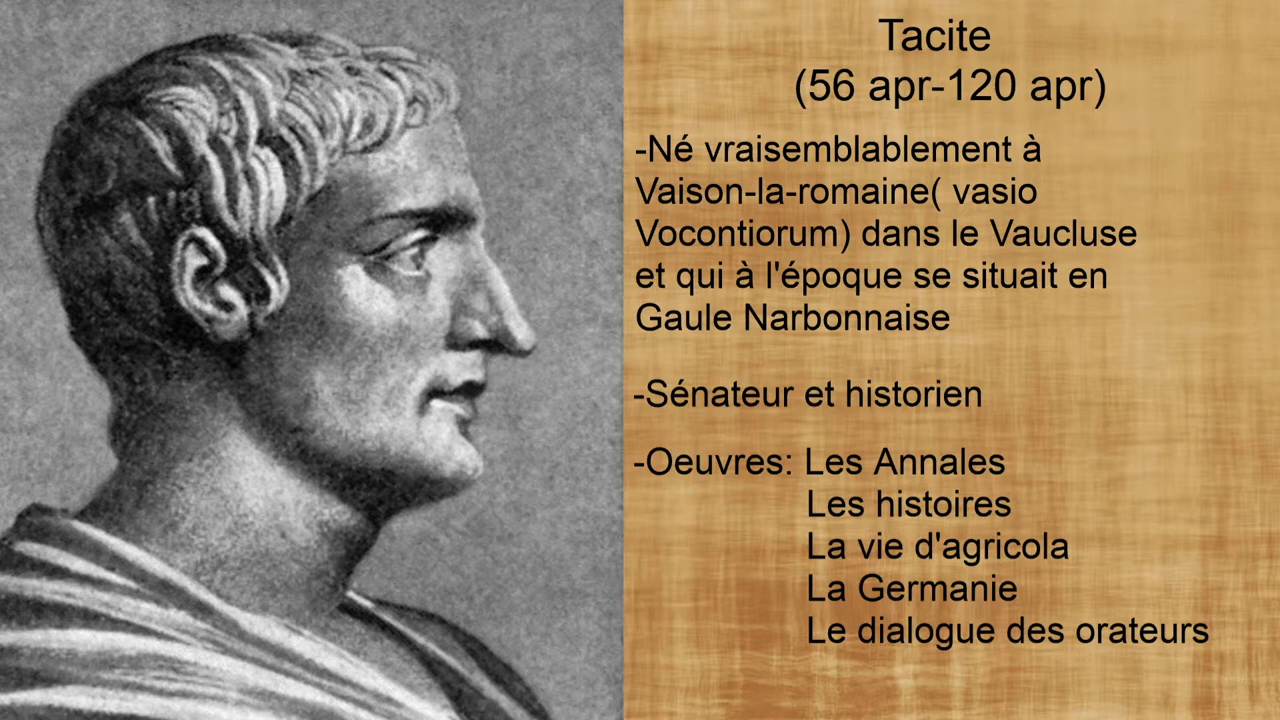 Tacite
(56 apr-120 apr)
-Né vraisemblablement à
Vaison-la-romaine( vasio
Vocontiorum) dans le Vaucluse
et qui à l'époque se situait en
Gaule Narbonnaise
-Sénateur et historien
-Oeuvres: Les Annales
Les histoires
La vie d'agricola
La Germanie
Le dialogue des orateurs